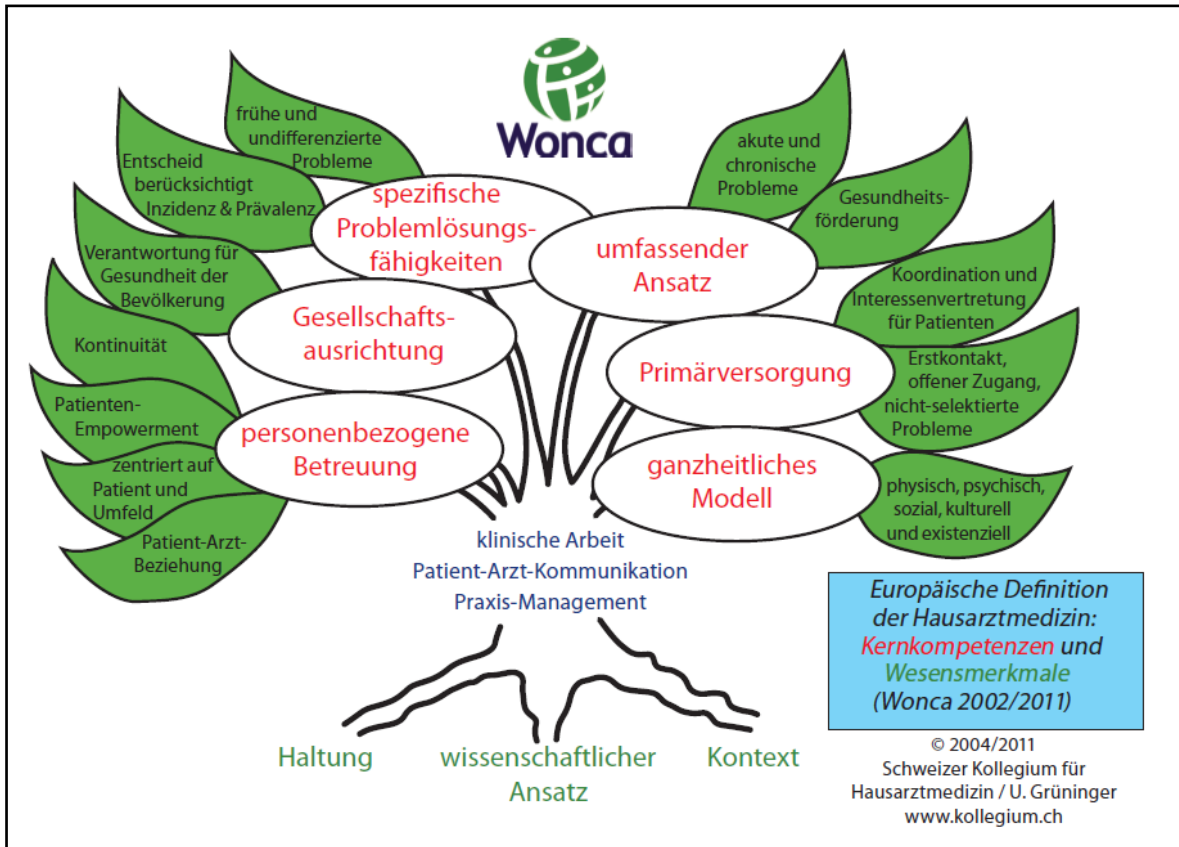 Wonca
frühe und
undifferenzierte
Probleme
Entscheid
berücksichtigt
Inzidenz & Prävalenz
Verantwortung für
Gesundheit der
Bevölkerung
Kontinuität
Patienten-
Empowerment
zentriert auf
Patient und
Umfeld
Patient-Arzt-
Beziehung
spezifische
Problemlösungs-
fähigkeiten
Gesellschafts-
ausrichtung
personenbezogene
Betreuung
umfassender
Ansatz
Primärversorgung
ganzheitliches
Modell
akute und
chronische
Probleme
Gesundheits-
förderung
Koordination und
Interessenvertretung
für Patienten
Erstkontakt,
offener Zugang,
nicht-selektierte
Probleme
physisch, psychisch,
sozial, kulturell
und existenziell
klinische Arbeit
Patient-Arzt-Kommunikation
Praxis-Management
Haltung
wissenschaftlicher
Ansatz
Kontext
Europäische Definition
der Hausarztmedizin:
Kernkompetenzen und
Wesensmerkmale
(Wonca 2002/2011)
© 2004/2011
Schweizer Kollegium für
Hausarztmedizin / U. Grüninger
www.kollegium.ch